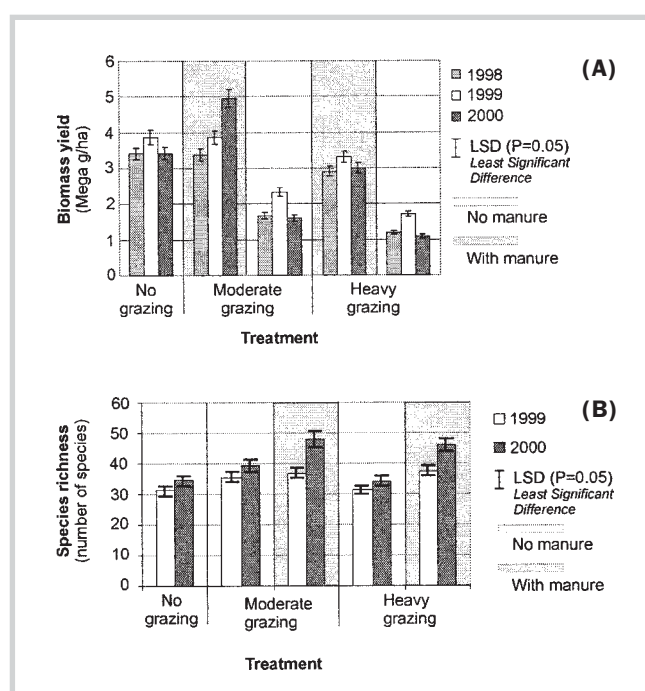 (A)
Biomass yield
(Mega g/ha)
6
5
4
3
2
1
0
No
grazing
Moderate
grazing
Heavy
grazing
Treatment
1998
1999
2000
LSD (P=0.05)
Least Significant
Difference
No manure
With manure
(B)
Species richness
(number of species)
60
50
40
30
20
10
0
No
grazing
Moderate
grazing
Heavy
grazing
Treatment
1999
2000
LSD (P=0.05)
Least Significant
Difference
No manure
With manure